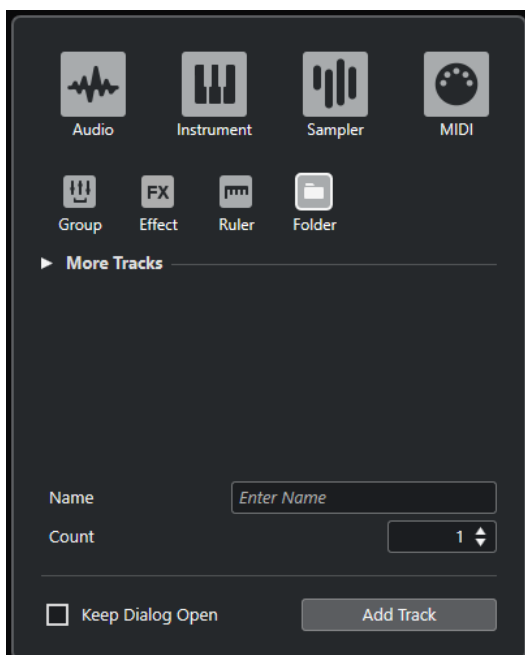 Audio Instrument Sampler MIDI
FX
Group Effect Ruler Folder
More Tracks
Name Enter Name
Count 1
Keep Dialog Open Add Track